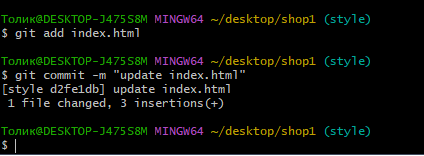 Толик@DESKTOP-J475S8M MINGW64 ~/desktop/shop1 (style)
$ git add index.html
Толик@DESKTOP-J475S8M MINGW64 ~/desktop/shop1 (style)
$ git commit -m "update index.html"
[style d2fe1db] update index.html
 1 file changed, 3 insertions(+)
Толик@DESKTOP-J475S8M MINGW64 ~/desktop/shop1 (style)
$